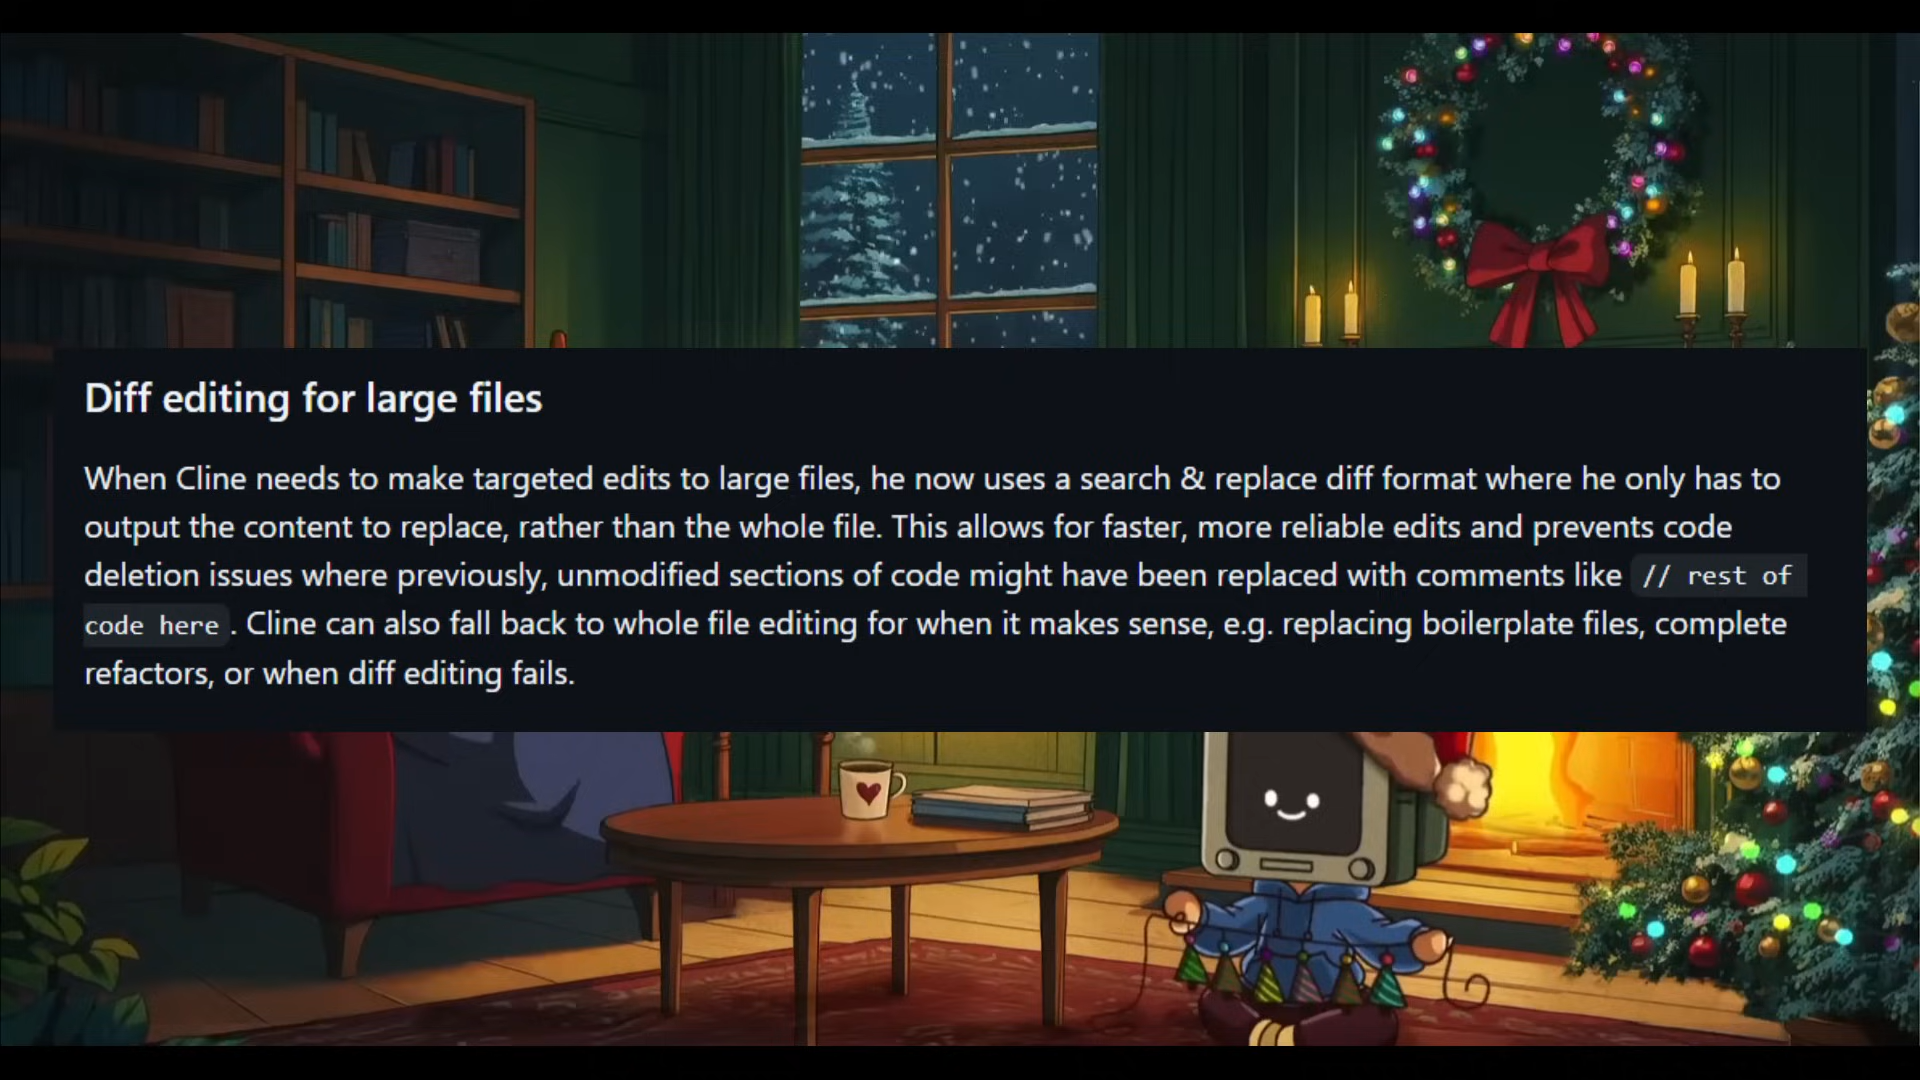 Diff editing for large files
When Cline needs to make targeted edits to large files, he now uses a search & replace diff format where he only has to
output the content to replace, rather than the whole file. This allows for faster, more reliable edits and prevents code
deletion issues where previously, unmodified sections of code might have been replaced with comments like // rest of
code here . Cline can also fall back to whole file editing for when it makes sense, e.g. replacing boilerplate files, complete
refactors, or when diff editing fails.